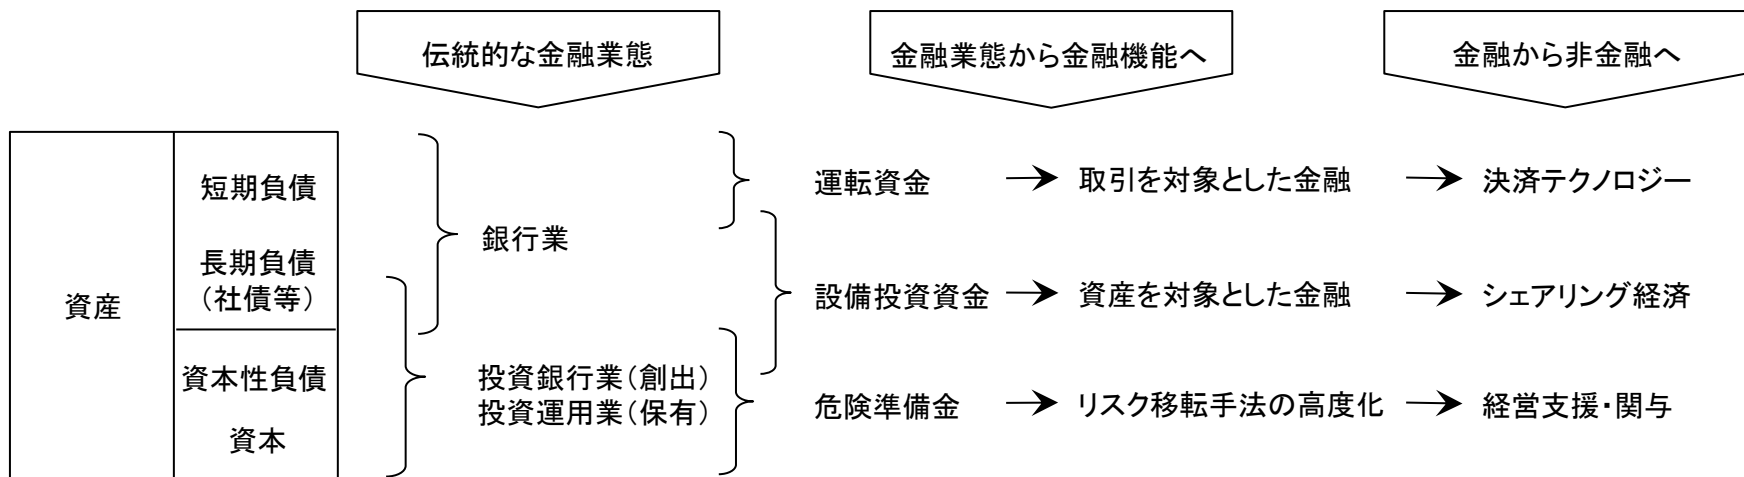 伝統的な金融業態
金融業態から金融機能へ
金融から非金融へ
資産
短期負債
長期負債
（社債等）
資本性負債
資本
銀行業
投資銀行業（創出）
投資運用業（保有）
運転資金
取引を対象とした金融
決済テクノロジー
設備投資資金
資産を対象とした金融
シェアリング経済
危険準備金
リスク移転手法の高度化
経営支援・関与